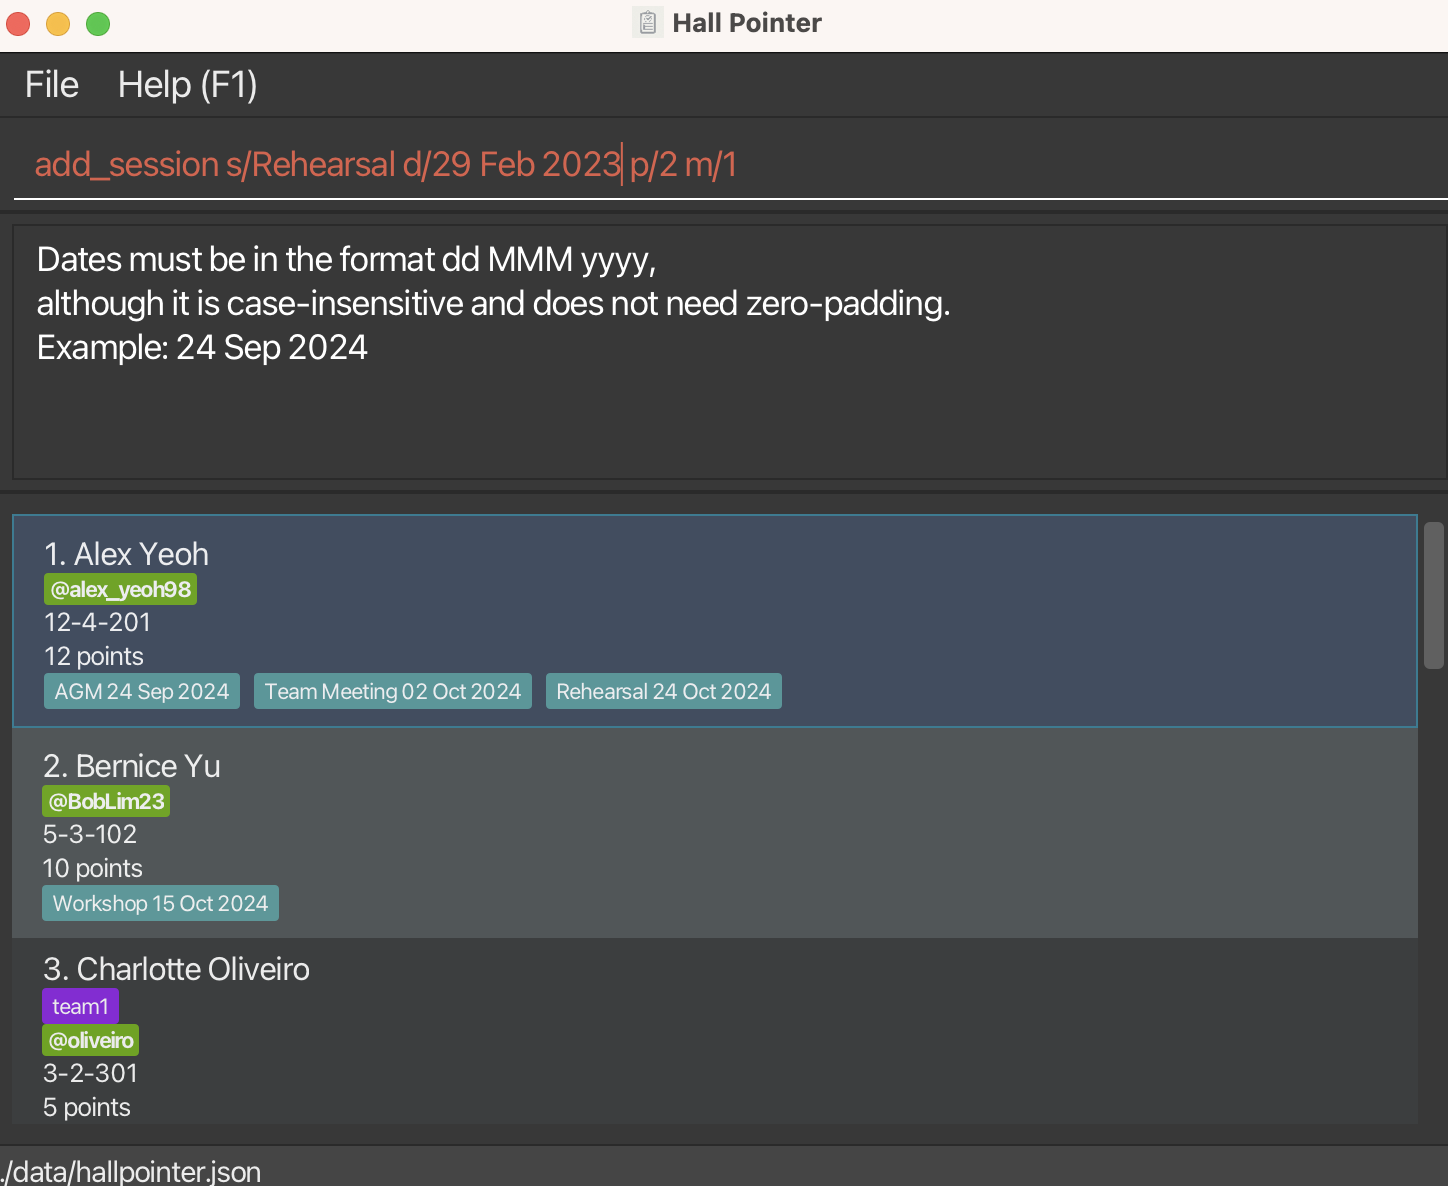 Hall Pointer
File Help (F1)
add_session s/Rehearsal d/29 Feb 2023 p/2 m/1
Dates must be in the format dd MMM yyyy,
although it is case-insensitive and does not need zero-padding.
Example: 24 Sep 2024
1. Alex Yeoh
@alex_yeoh98
12-4-201
12 points
AGM 24 Sep 2024 Team Meeting 02 Oct 2024 Rehearsal 24 Oct 2024
2. Bernice Yu
@BobLim23
5-3-102
10 points
Workshop 15 Oct 2024
3. Charlotte Oliveiro
team1
@oliveiro
3-2-301
5 points
./data/hallpointer.json